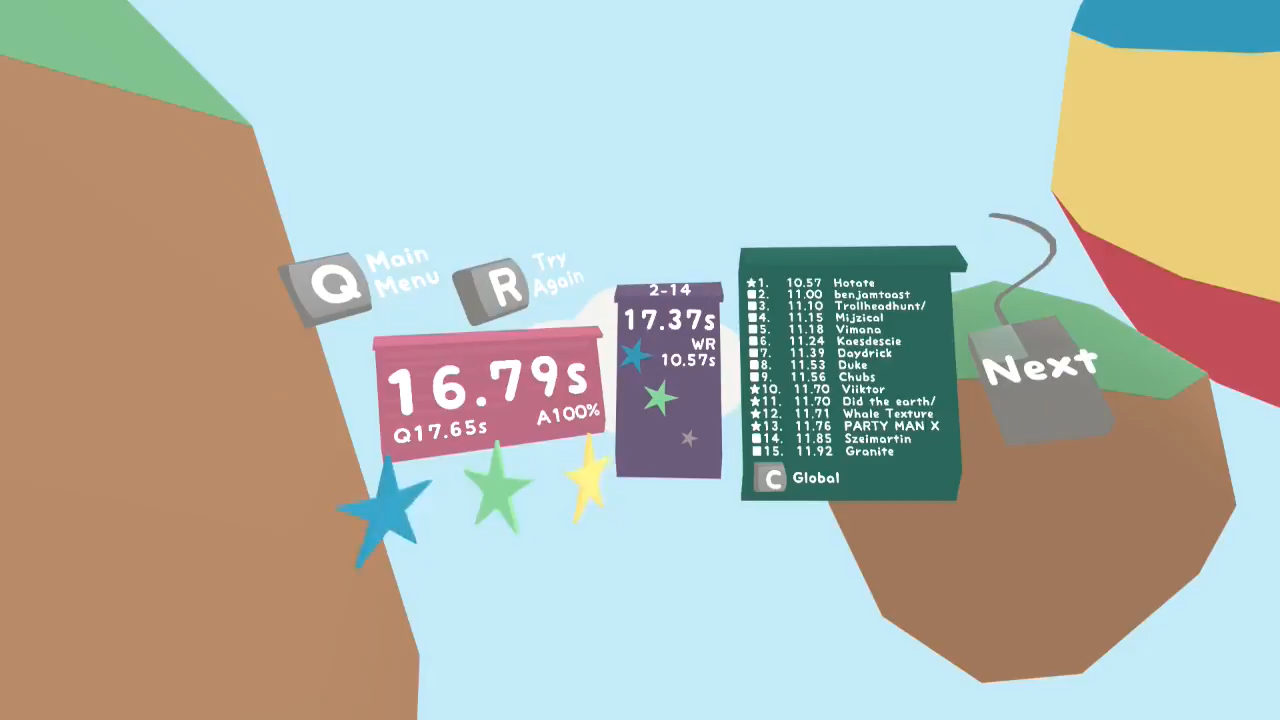 Q
Main
Menu
R
Try
Again
16.79s
Q17.65s
A100%
2-14
17.37s
WR
10.57s
1. 10.57 Hotate
2. 11.00 benjamtoast
3. 11.10 Trollheadhunt/
4. 11.15 Mijzical
5. 11.18 Vimana
6. 11.24 Kaesdescie
7. 11.39 Daydrick
8. 11.53 Duke
9. 11.56 Chubs
10. 11.70 Viiktor
11. 11.70 Did the earth/
12. 11.71 Whale Texture
13. 11.76 PARTY MAN X
14. 11.85 Szeimartin
15. 11.92 Granite
C Global
Next